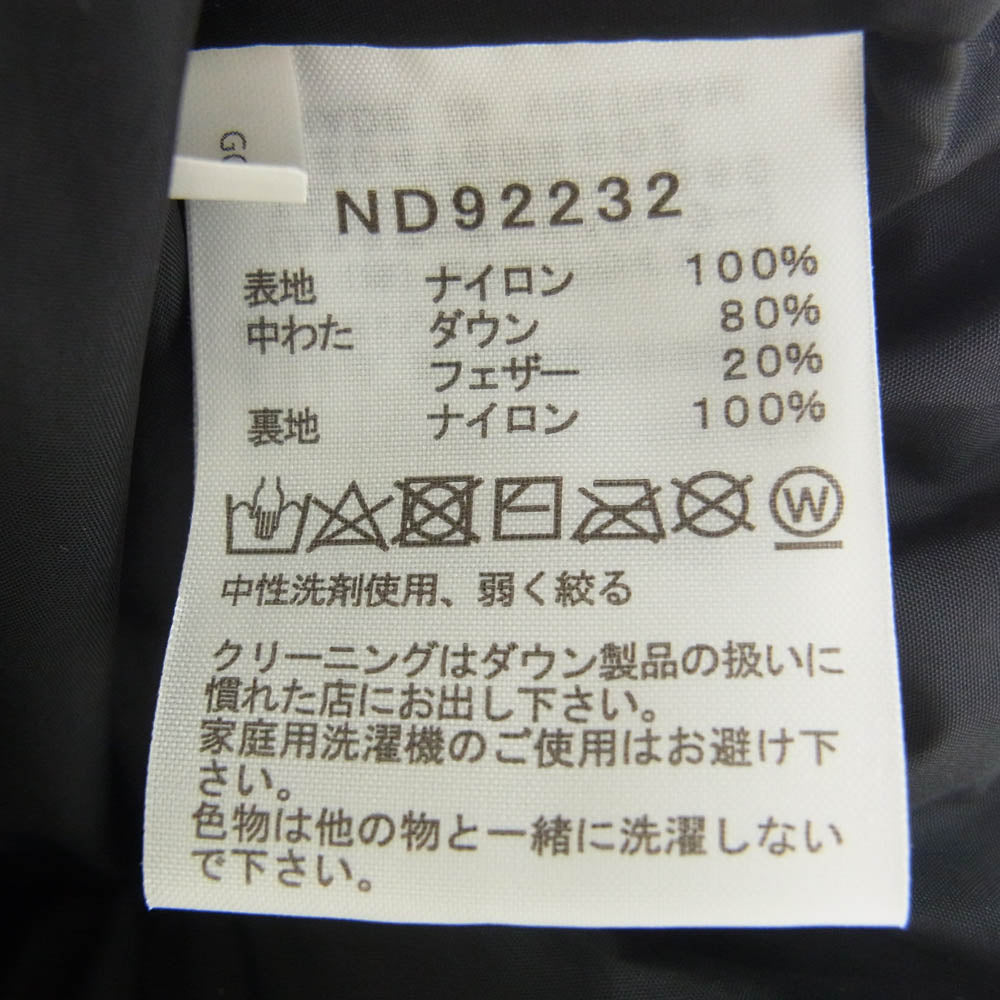 GO
ND92232
表地 ナイロン 100%
中わた ダウン 80%
フェザー 20%
裏地 ナイロン 100%
W
中性洗剤使用、弱く絞る
クリーニングはダウン製品の扱いに
慣れた店にお出し下さい。
家庭用洗濯機のご使用はお避け下
さい。
色物は他の物と一緒に洗濯しない
で下さい。